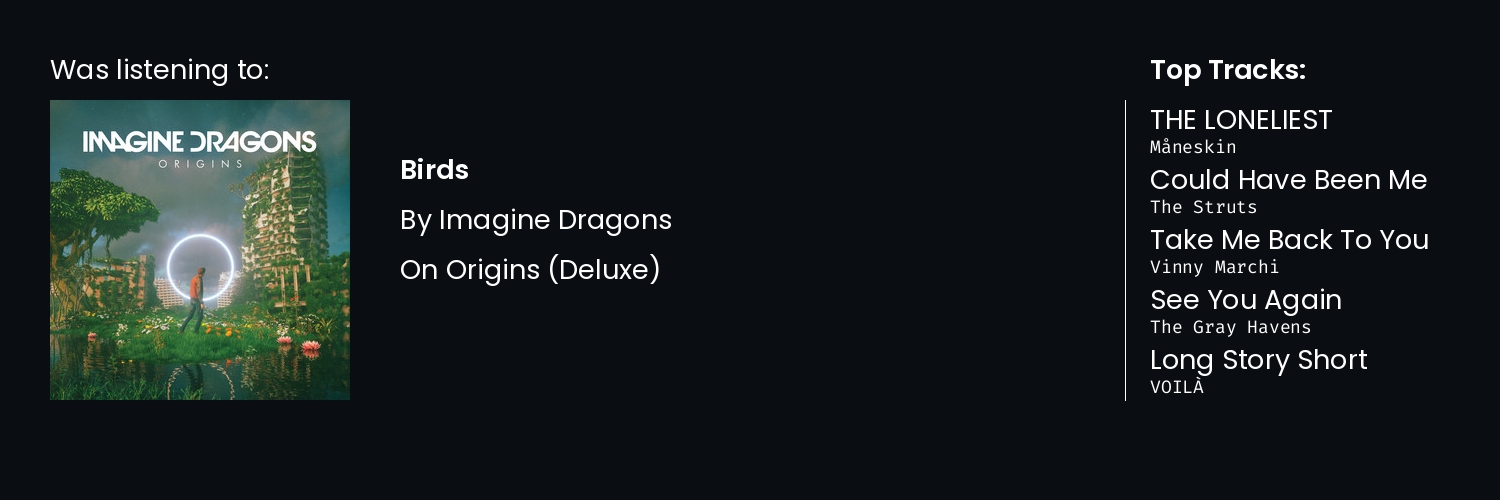 Was listening to:
IMAGINE DRAGONS
ORIGINS
Birds
By Imagine Dragons
On Origins (Deluxe)
Top Tracks:
THE LONELIEST
Måneskin
Could Have Been Me
The Struts
Take Me Back To You
Vinny Marchi
See You Again
The Gray Havens
Long Story Short
VOILÀ